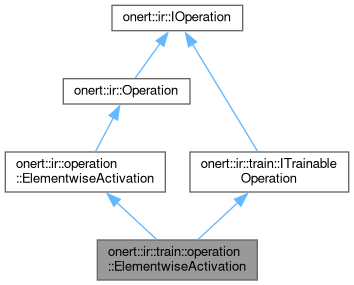 onert::ir::IOperation
onert::ir::Operation
onert::ir::operation
::ElementwiseActivation
onert::ir::train::ITrainable
Operation
onert::ir::train::operation
::ElementwiseActivation